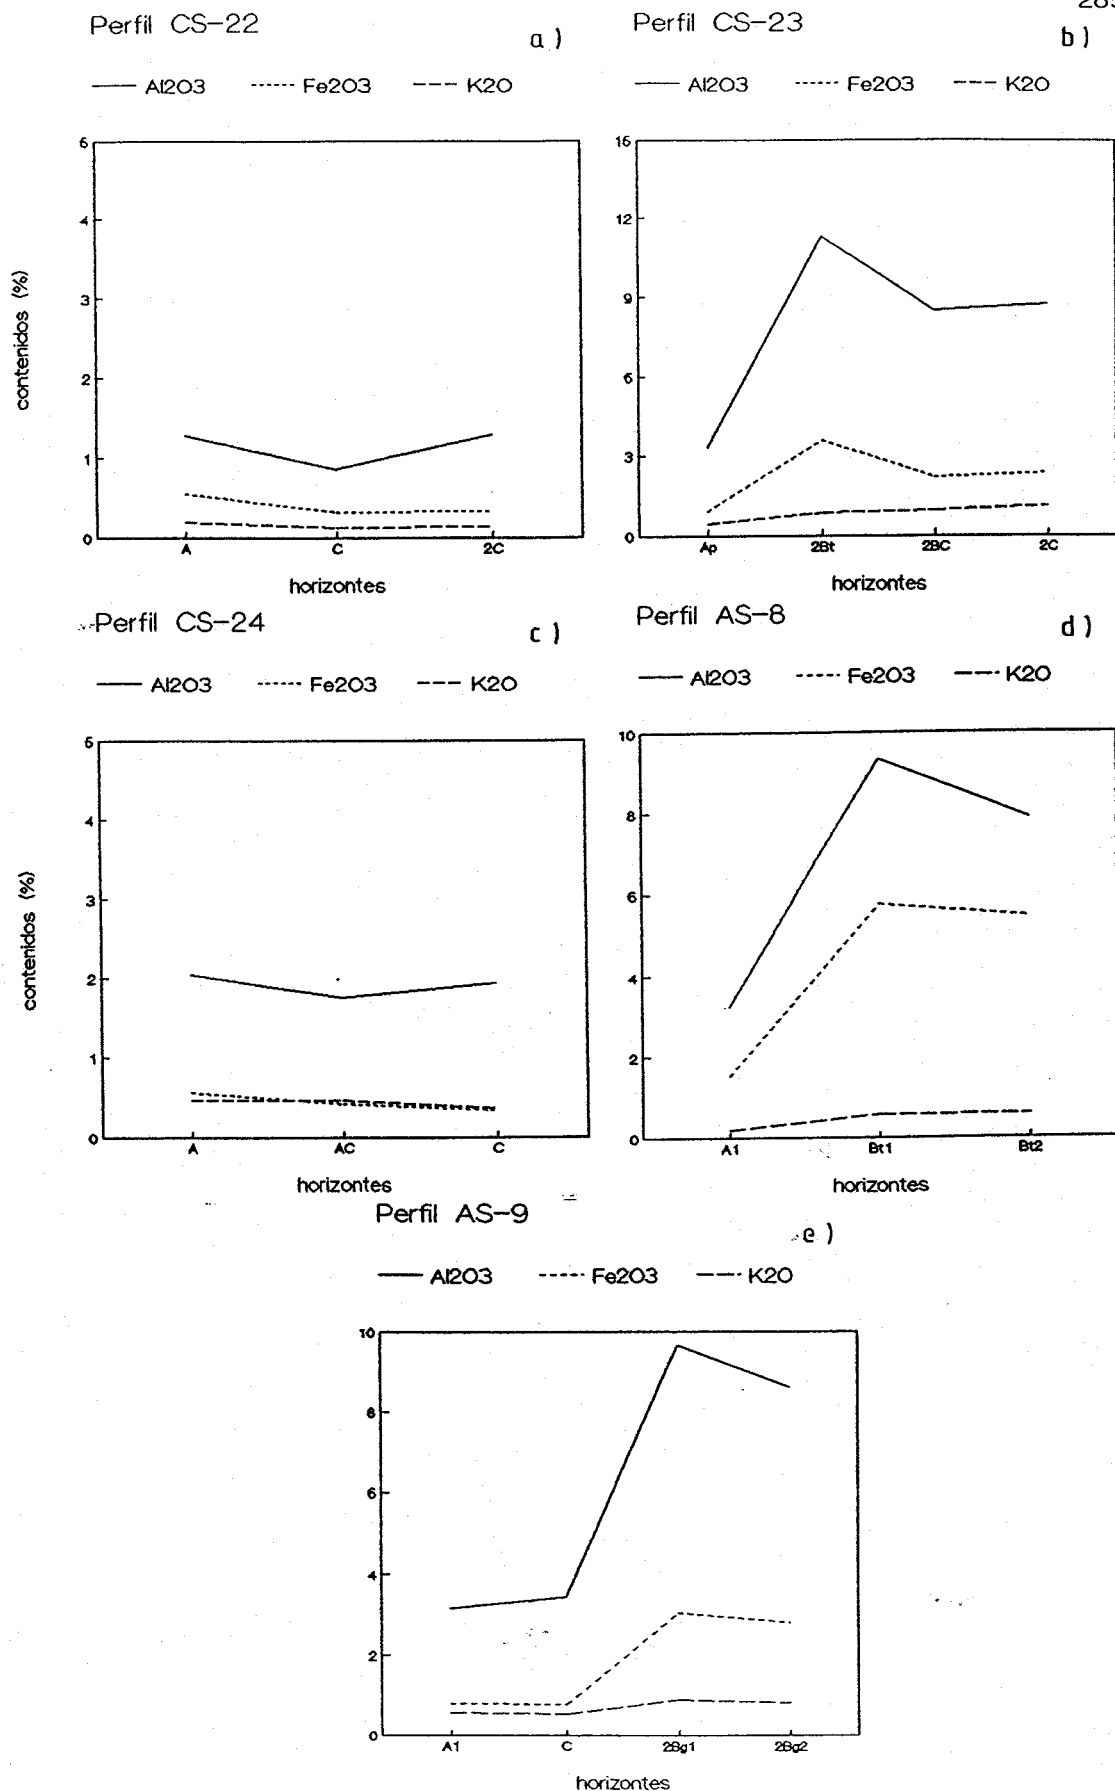 285
Perfil CS-22
a)
Al2O3 Fe2O3 K2O
5
4
3
2
1
0
contenidos (%)
A C 2C
horizontes
Perfil CS-23
b)
Al2O3 Fe2O3 K2O
15
12
9
6
3
0
Ap 2Bt 2BC 2C
horizontes
Perfil CS-24
c)
Al2O3 Fe2O3 K2O
5
4
3
2
1
0
contenidos (%)
A AC C
horizontes
Perfil AS-8
d)
Al2O3 Fe2O3 K2O
10
8
6
4
2
0
A1 Bt1 Bt2
horizontes
Perfil AS-9
e)
Al2O3 Fe2O3 K2O
10
8
6
4
2
0
A1 C 2Bg1 2Bg2
horizontes